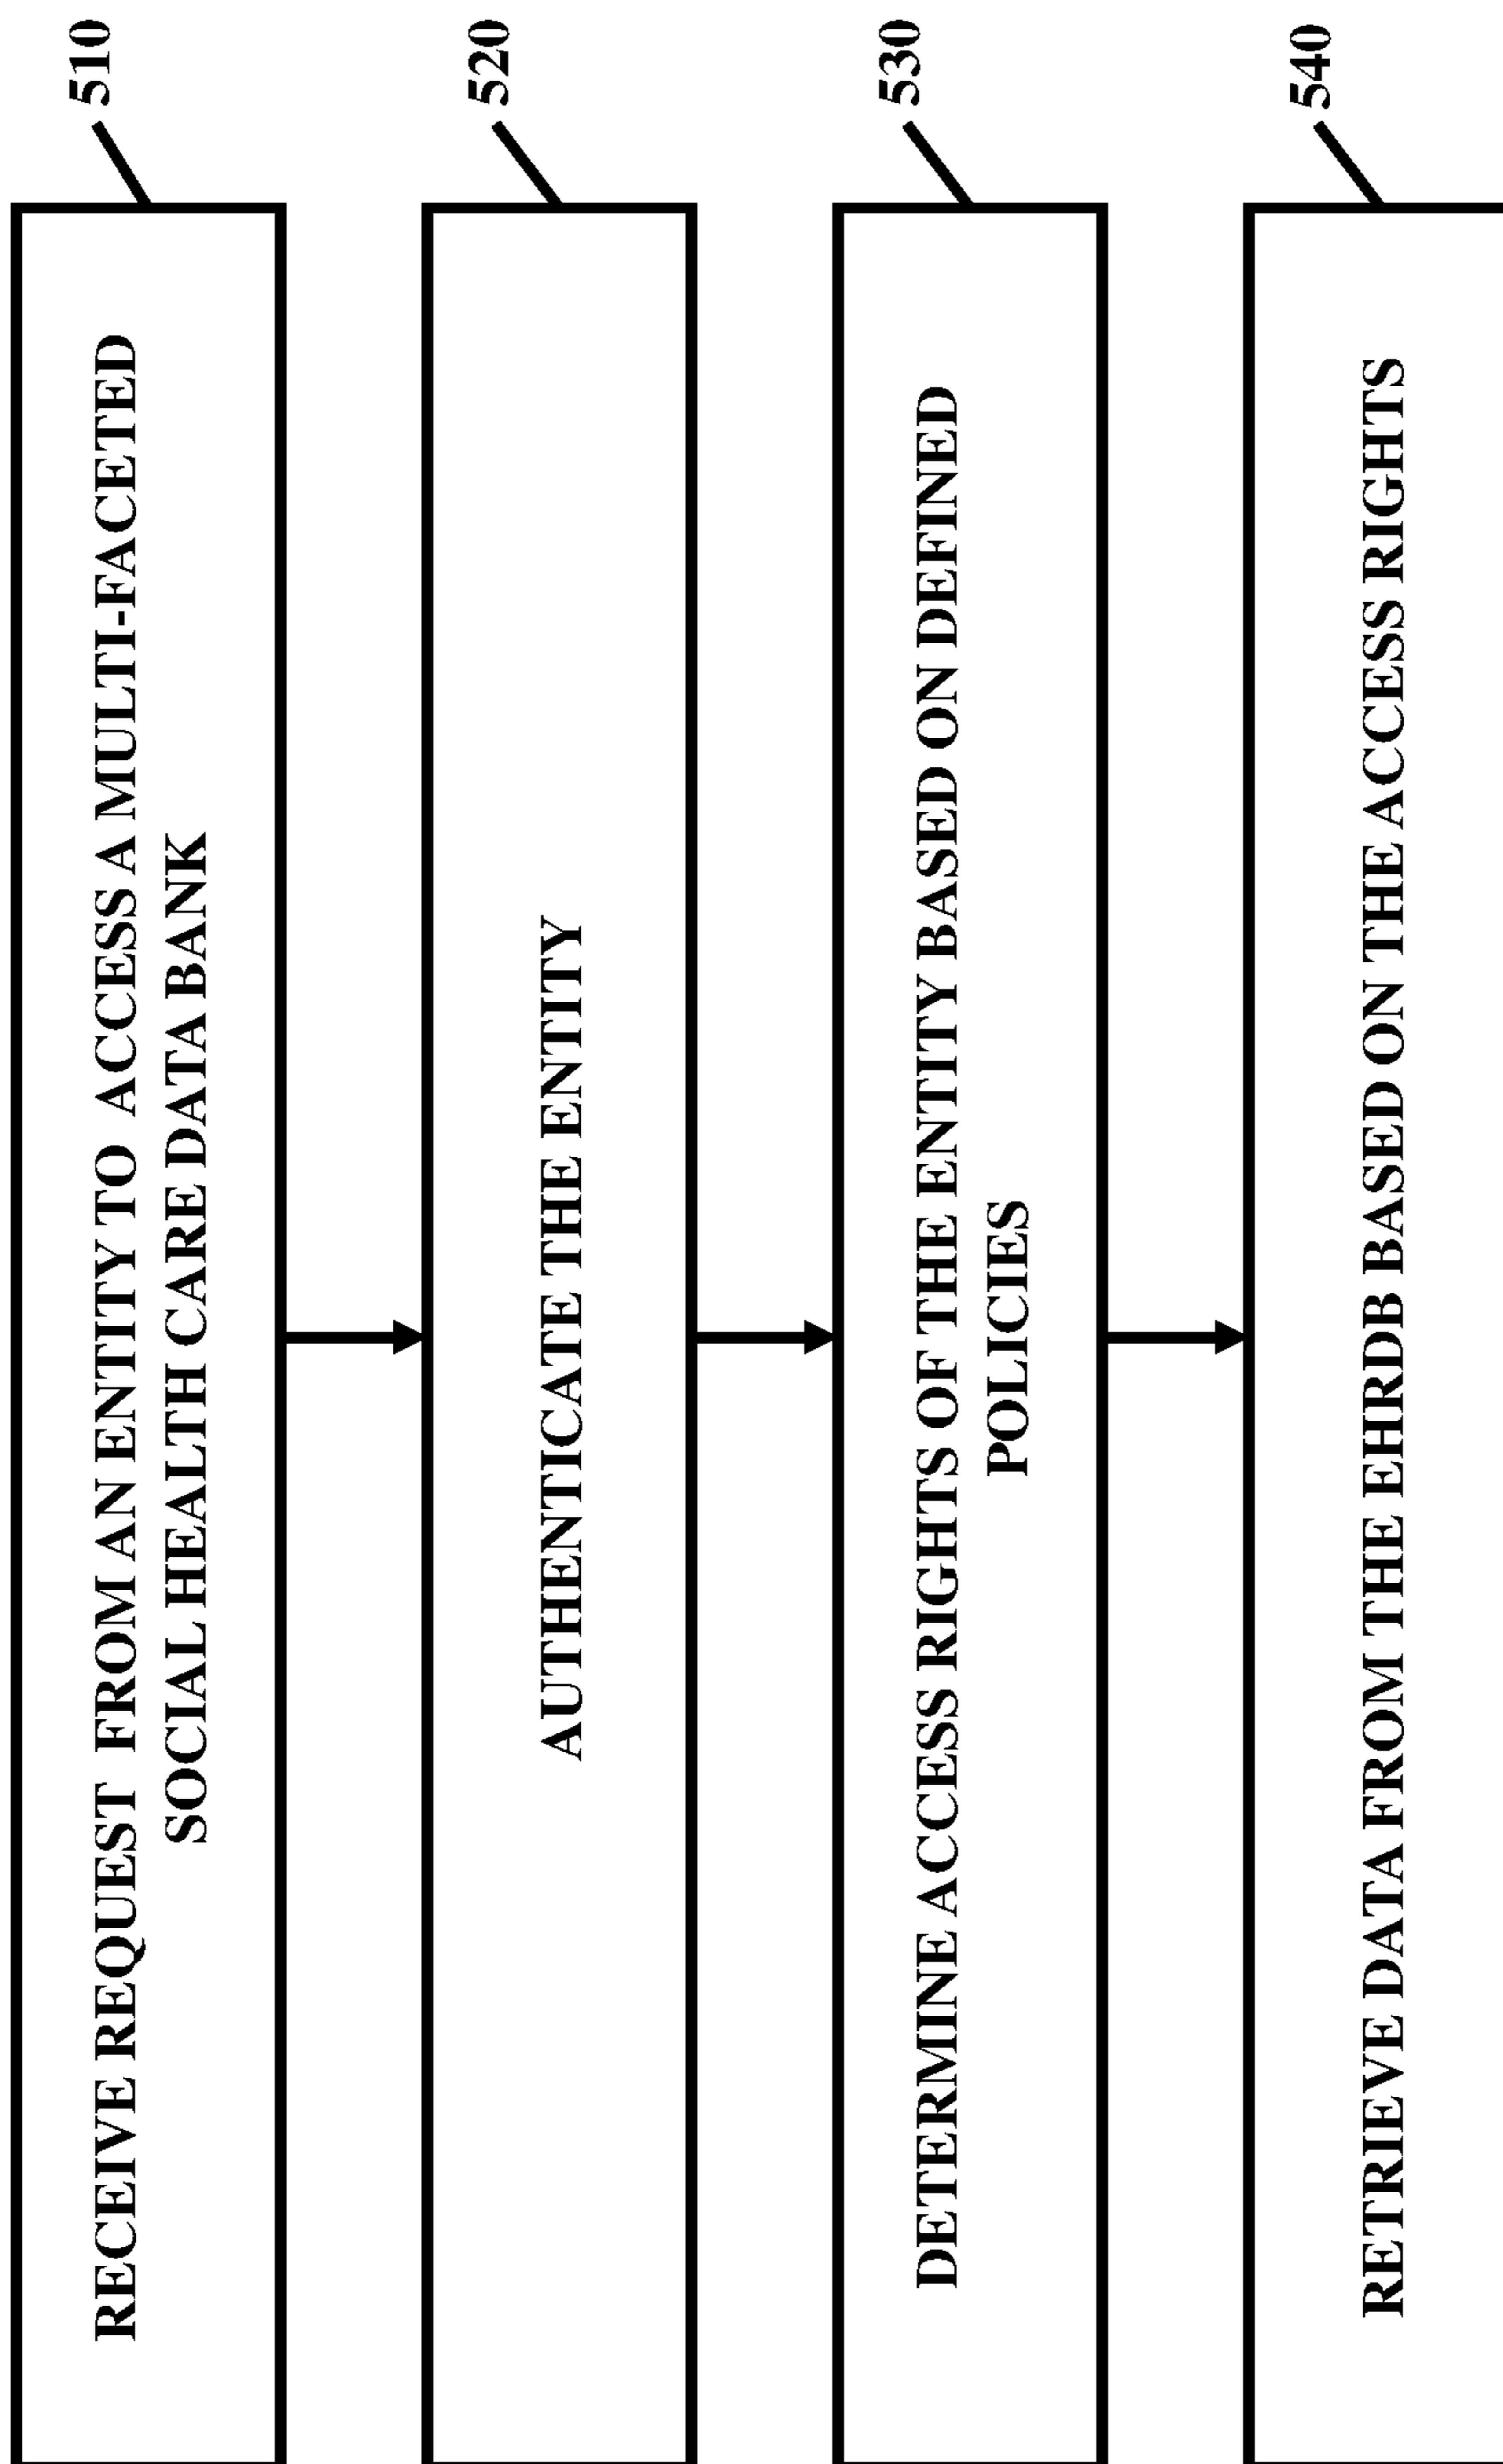 510
RECEIVE REQUEST FROM AN ENTITY TO ACCESS A MULTI-FACETED
SOCIAL HEALTH CARE DATA BANK
520
AUTHENTICATE THE ENTITY
530
DETERMINE ACCESS RIGHTS OF THE ENTITY BASED ON DEFINED
POLICIES
540
RETRIEVE DATA FROM THE EHRDB BASED ON THE ACCESS RIGHTS